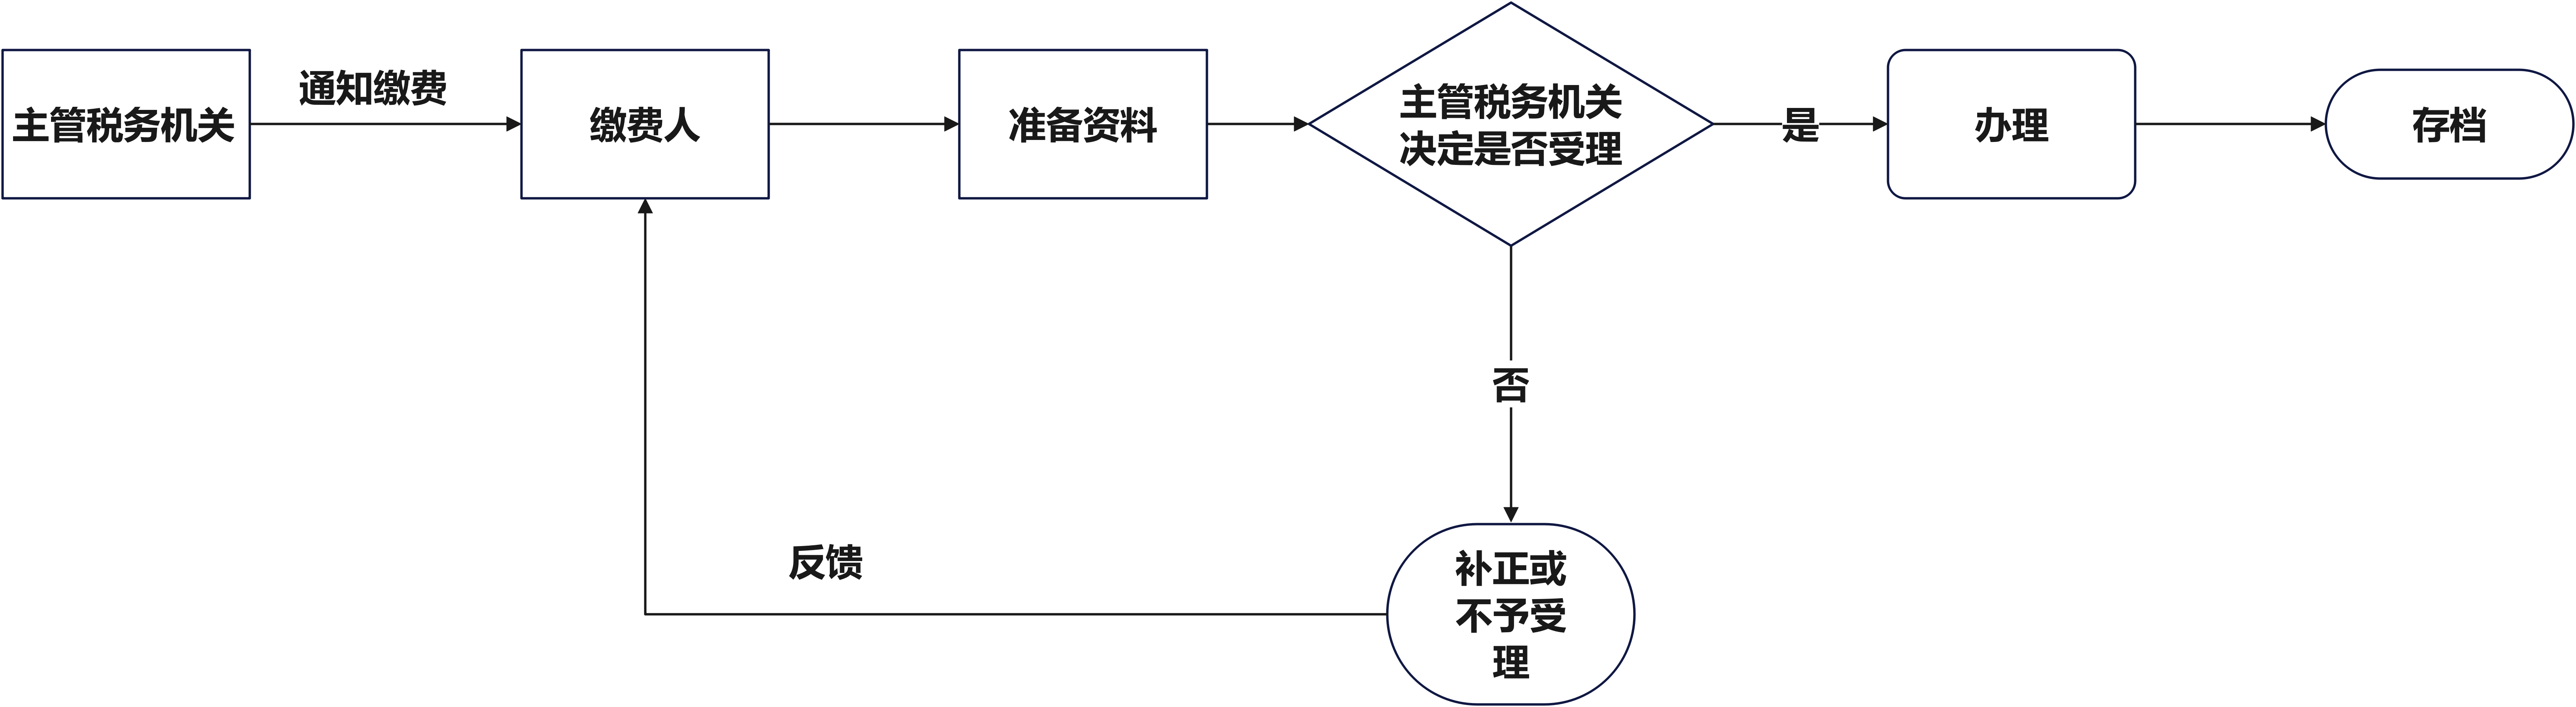 主管税务机关
通知缴费
缴费人
准备资料
主管税务机关
决定是否受理
是
办理
存档
否
反馈
补正或
不予受
理